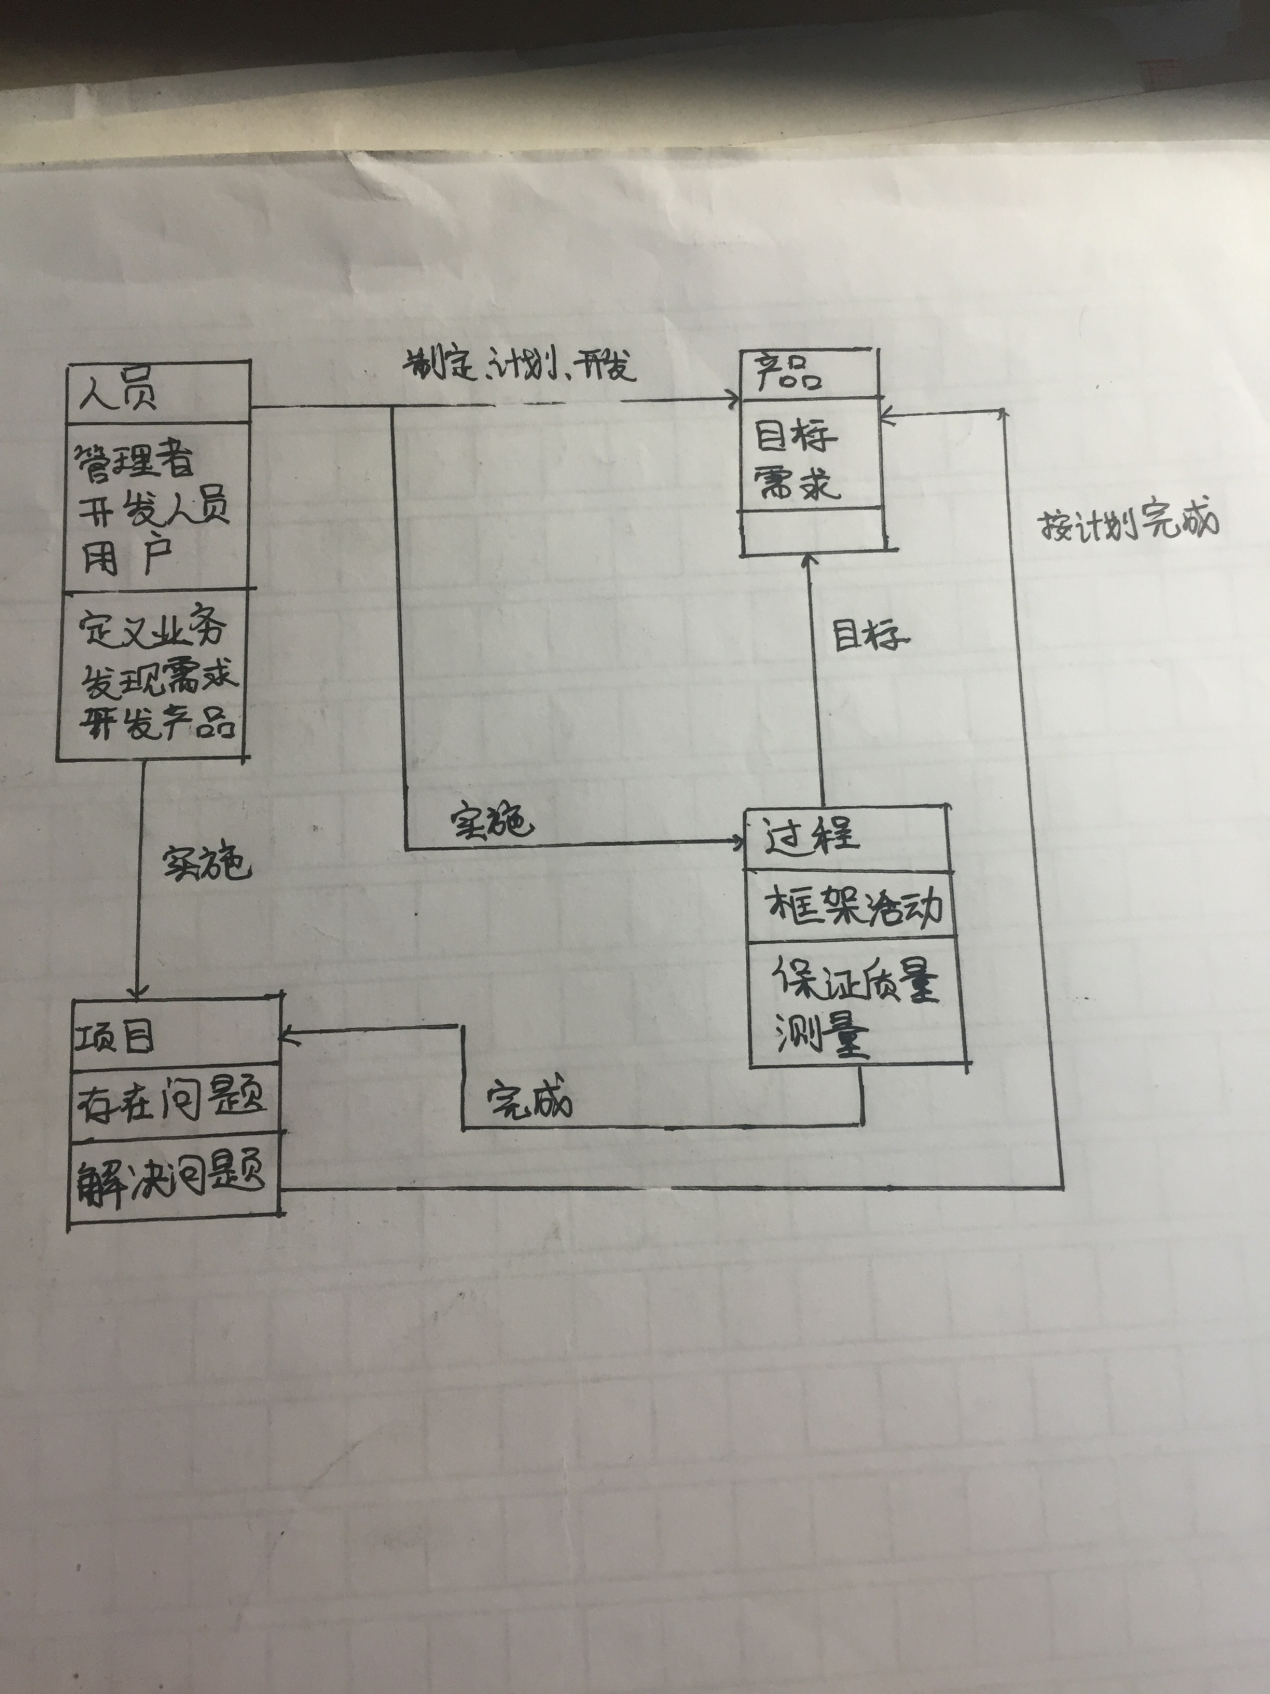 人员
管理者
开发人员
用户
定义业务
发现需求
开发产品
制定、计划、开发
产品
目标
需求
按计划完成
目标
实施
实施
过程
框架活动
保证质量
测量
项目
存在问题
解决问题
完成